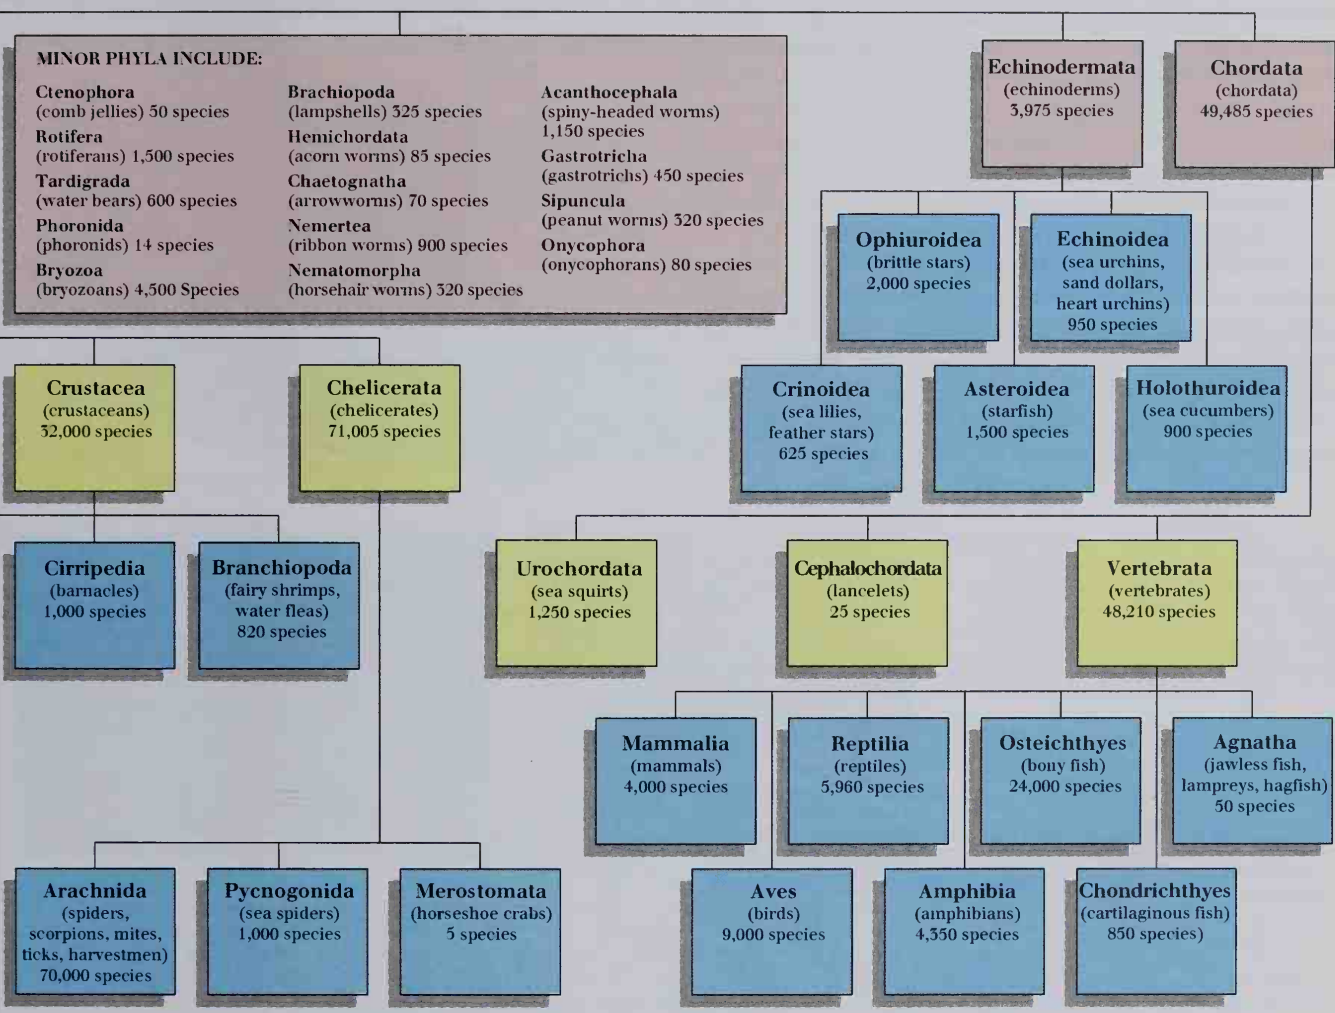 MINOR PHYLA INCLUDE:
Ctenophora
(comb jellies) 50 species
Rotifera
(rotiferans) 1,500 species
Tardigrada
(water bears) 600 species
Phoronida
(phoronids) 14 species
Bryozoa
(bryozoans) 4,500 Species
Brachiopoda
(lampshells) 325 species
Hemichordata
(acorn worms) 85 species
Chaetognatha
(arrowworms) 70 species
Nemertea
(ribbon worms) 900 species
Nematomorpha
(horsehair worms) 320 species
Acanthocephala
(spiny-headed worms)
1,150 species
Gastrotricha
(gastrotrichs) 450 species
Sipuncula
(peanut worms) 320 species
Onycophora
(onycophorans) 80 species
Echinodermata
(echinoderms)
3,975 species
Chordata
(chordata)
49,485 species
Ophiuroidea
(brittle stars)
2,000 species
Echinoidea
(sea urchins,
sand dollars,
heart urchins)
950 species
Crinoidea
(sea lilies,
feather stars)
625 species
Asteroidea
(starfish)
1,500 species
Holothuroidea
(sea cucumbers)
900 species
Crustacea
(crustaceans)
32,000 species
Chelicerata
(chelicerates)
71,005 species
Cirripedia
(barnacles)
1,000 species
Branchiopoda
(fairy shrimps,
water fleas)
820 species
Urochordata
(sea squirts)
1,250 species
Cephalochordata
(lancelets)
25 species
Vertebrata
(vertebrates)
48,210 species
Mammalia
(mammals)
4,000 species
Reptilia
(reptiles)
5,960 species
Osteichthyes
(bony fish)
24,000 species
Agnatha
(jawless fish,
lampreys, hagfish)
50 species
Arachnida
(spiders,
scorpions, mites,
ticks, harvestmen)
70,000 species
Pycnogonida
(sea spiders)
1,000 species
Merostomata
(horseshoe crabs)
5 species
Aves
(birds)
9,000 species
Amphibia
(amphibians)
4,350 species
Chondrichthyes
(cartilaginous fish)
850 species)